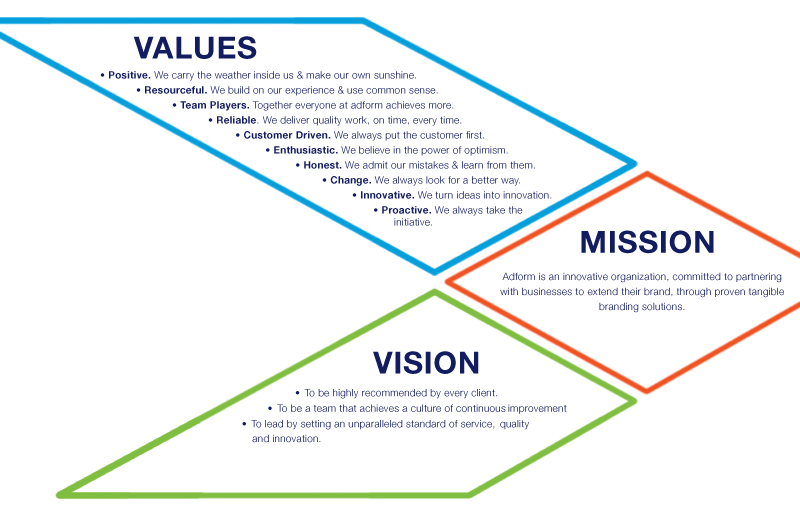 VALUES
• Positive. We carry the weather inside us & make our own sunshine.
• Resourceful. We build on our experience & use common sense.
• Team Players. Together everyone at adform achieves more.
• Reliable. We deliver quality work, on time, every time.
• Customer Driven. We always put the customer first.
• Enthusiastic. We believe in the power of optimism.
• Honest. We admit our mistakes & learn from them.
• Change. We always look for a better way.
• Innovative. We turn ideas into innovation.
• Proactive. We always take the
initiative.
MISSION
Adform is an innovative organization, committed to partnering
with businesses to extend their brand, through proven tangible
branding solutions.
VISION
• To be highly recommended by every client.
• To be a team that achieves a culture of continuous improvement
• To lead by setting an unparalleled standard of service, quality
and innovation.